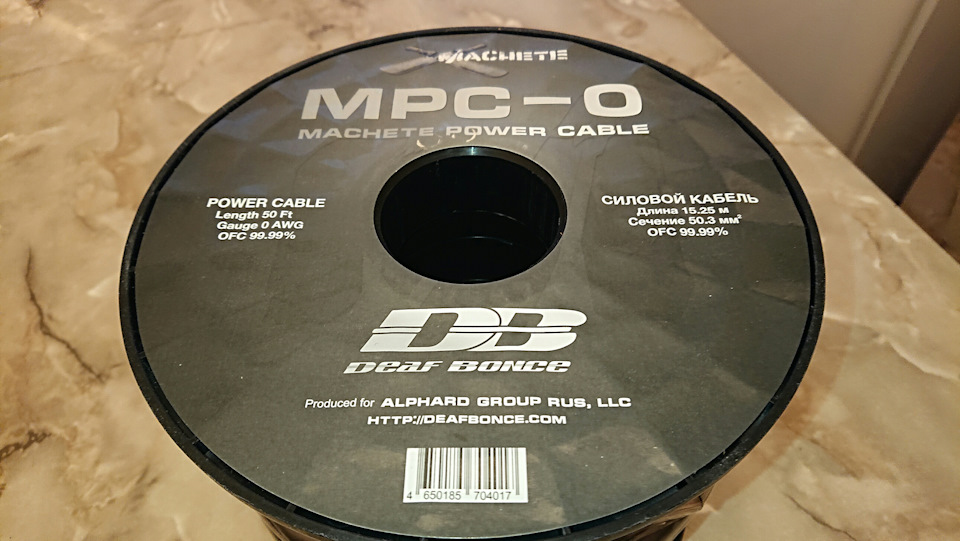 MACHETE
MPC-0
MACHETE POWER CABLE
POWER CABLE
Length 50 Ft
Gauge 0 AWG
OFC 99.99%
СИЛОВОЙ КАБЕЛЬ
Длина 15.25 м
Сечение 50.3 мм²
OFC 99.99%
DB
DEAF BONCE
Produced for ALPHARD GROUP RUS, LLC
HTTP://DEAFBONCE.COM
4 650185 704017